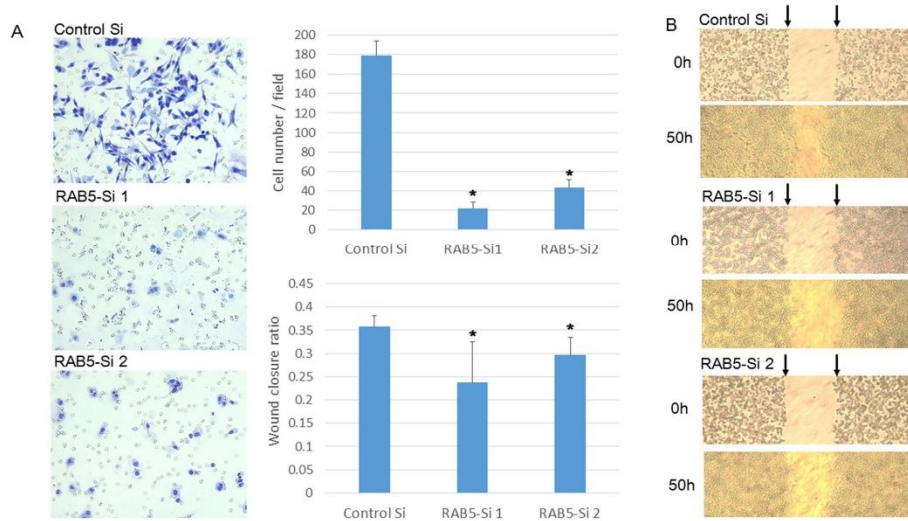 A
Control Si
RAB5-Si 1
RAB5-Si 2
Cell number / field
200
180
160
140
120
100
80
60
40
20
0
*
*
Control Si
RAB5-Si1
RAB5-Si2
Wound closure ratio
0.45
0.4
0.35
0.3
0.25
0.2
0.15
0.1
0.05
0
*
*
Control Si
RAB5-Si 1
RAB5-Si 2
B
Control Si
0h
50h
RAB5-Si 1
0h
50h
RAB5-Si 2
0h
50h